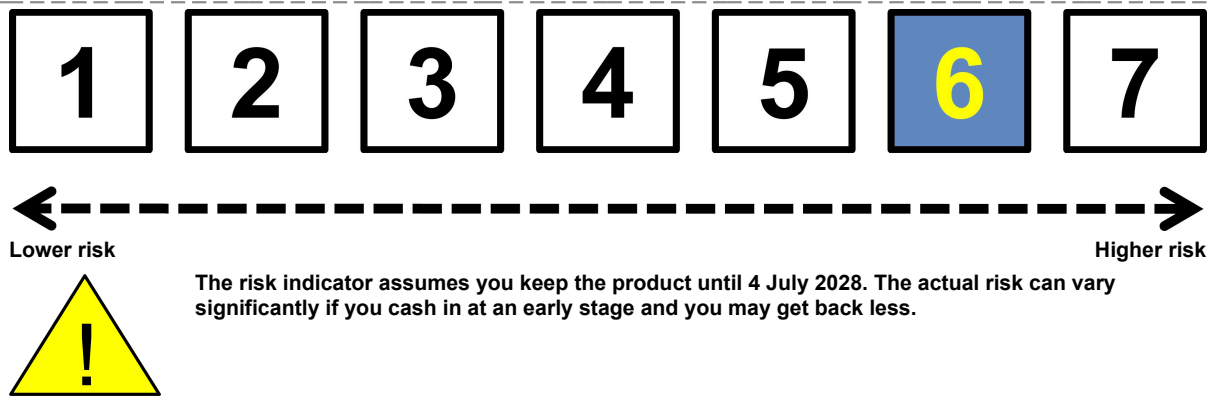 1 2 3 4 5 6 7
Lower risk Higher risk
The risk indicator assumes you keep the product until 4 July 2028. The actual risk can vary
significantly if you cash in at an early stage and you may get back less.
!